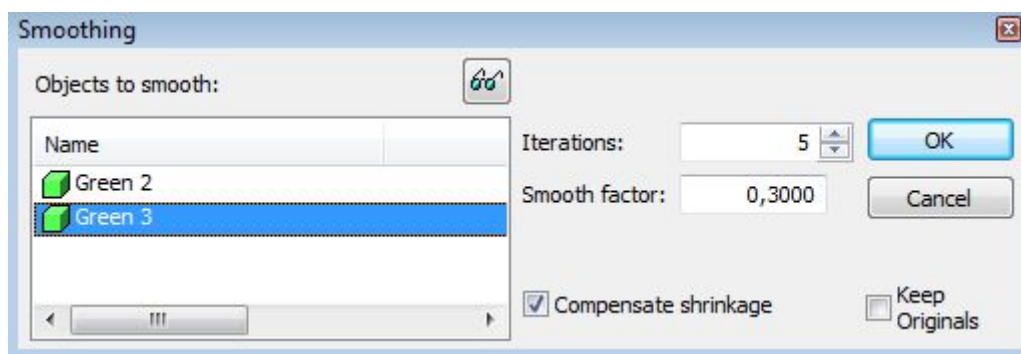 Smoothing
Objects to smooth:
Name
Green 2
Green 3
Iterations: 5
Smooth factor: 0,3000
Compensate shrinkage
OK
Cancel
Keep
Originals